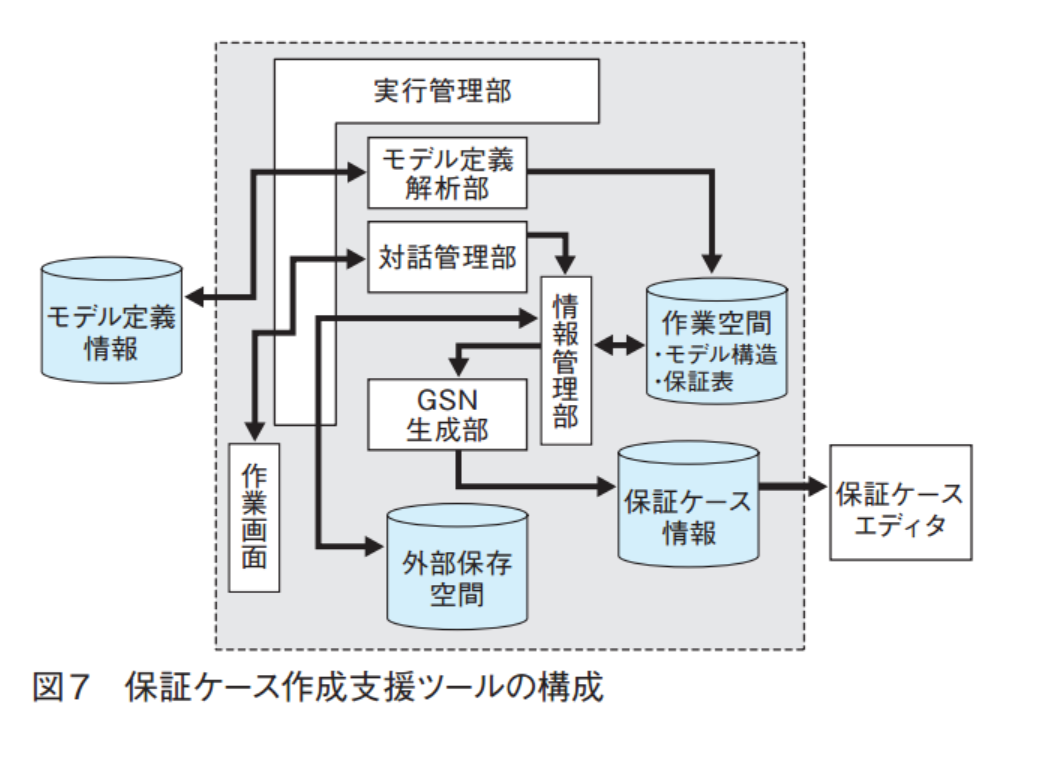 実行管理部
モデル定義
解析部
対話管理部
モデル定義
情報
情報管理部
作業空間
・モデル構造
・保証表
GSN
生成部
作業画面
保証ケース
情報
保証ケース
エディタ
外部保存
空間
図7 保証ケース作成支援ツールの構成